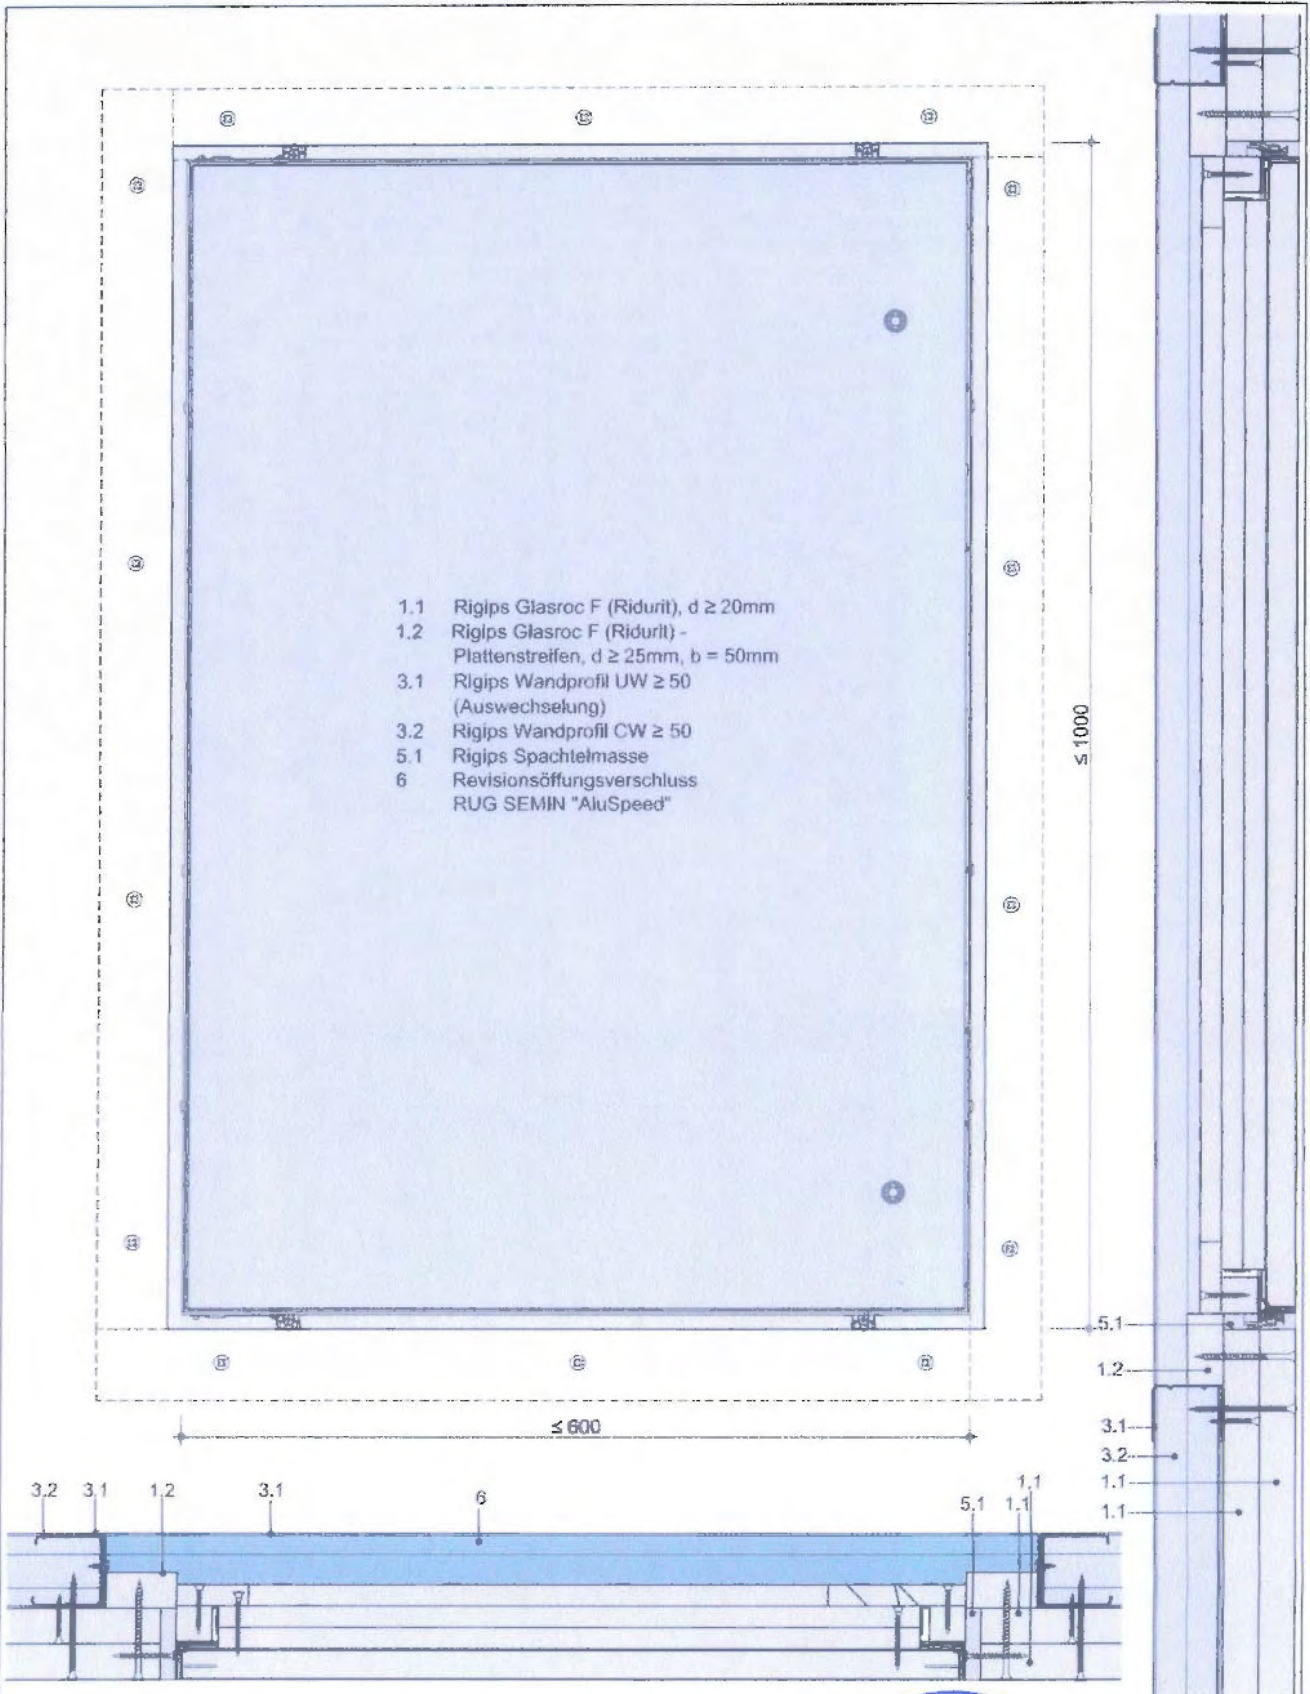 1.1 Rigips Glasroc F (Ridurit), d ≥ 20mm
1.2 Rigips Glasroc F (Ridurit) -
Plattenstreifen, d ≥ 25mm, b = 50mm
3.1 Rigips Wandprofil UW ≥ 50
(Auswechselung)
3.2 Rigips Wandprofil CW ≥ 50
5.1 Rigips Spachtelmasse
6 Revisionsöffungsverschluss
RUG SEMIN "AluSpeed"
≤ 1000
≤ 600
5.1
1.2
3.1
3.2
1.1
1.1
3.2 3.1 1.2 3.1 6 5.1 1.1 1.1